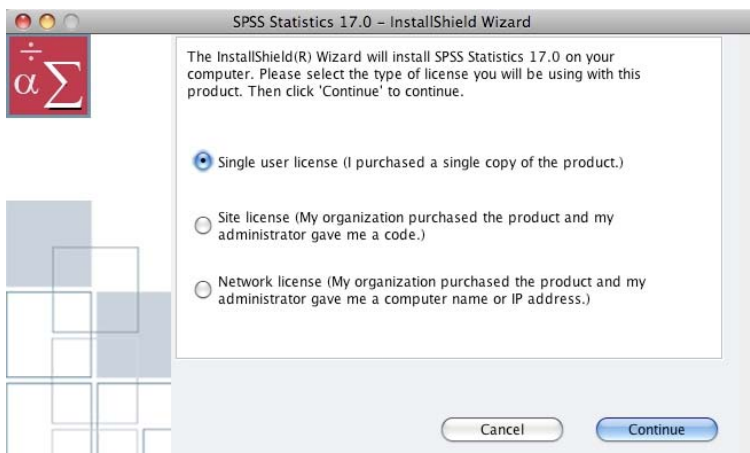 SPSS Statistics 17.0 – InstallShield Wizard
÷
α∑
The InstallShield(R) Wizard will install SPSS Statistics 17.0 on your
computer. Please select the type of license you will be using with this
product. Then click 'Continue' to continue.
Single user license (I purchased a single copy of the product.)
Site license (My organization purchased the product and my
administrator gave me a code.)
Network license (My organization purchased the product and my
administrator gave me a computer name or IP address.)
Cancel
Continue